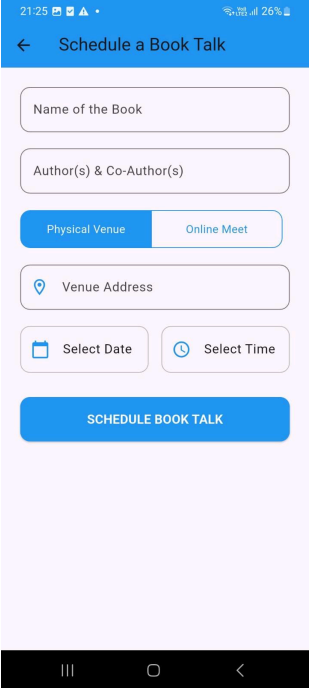 21:25 26%
Schedule a Book Talk
Name of the Book
Author(s) & Co-Author(s)
Physical Venue Online Meet
Venue Address
Select Date Select Time
SCHEDULE BOOK TALK